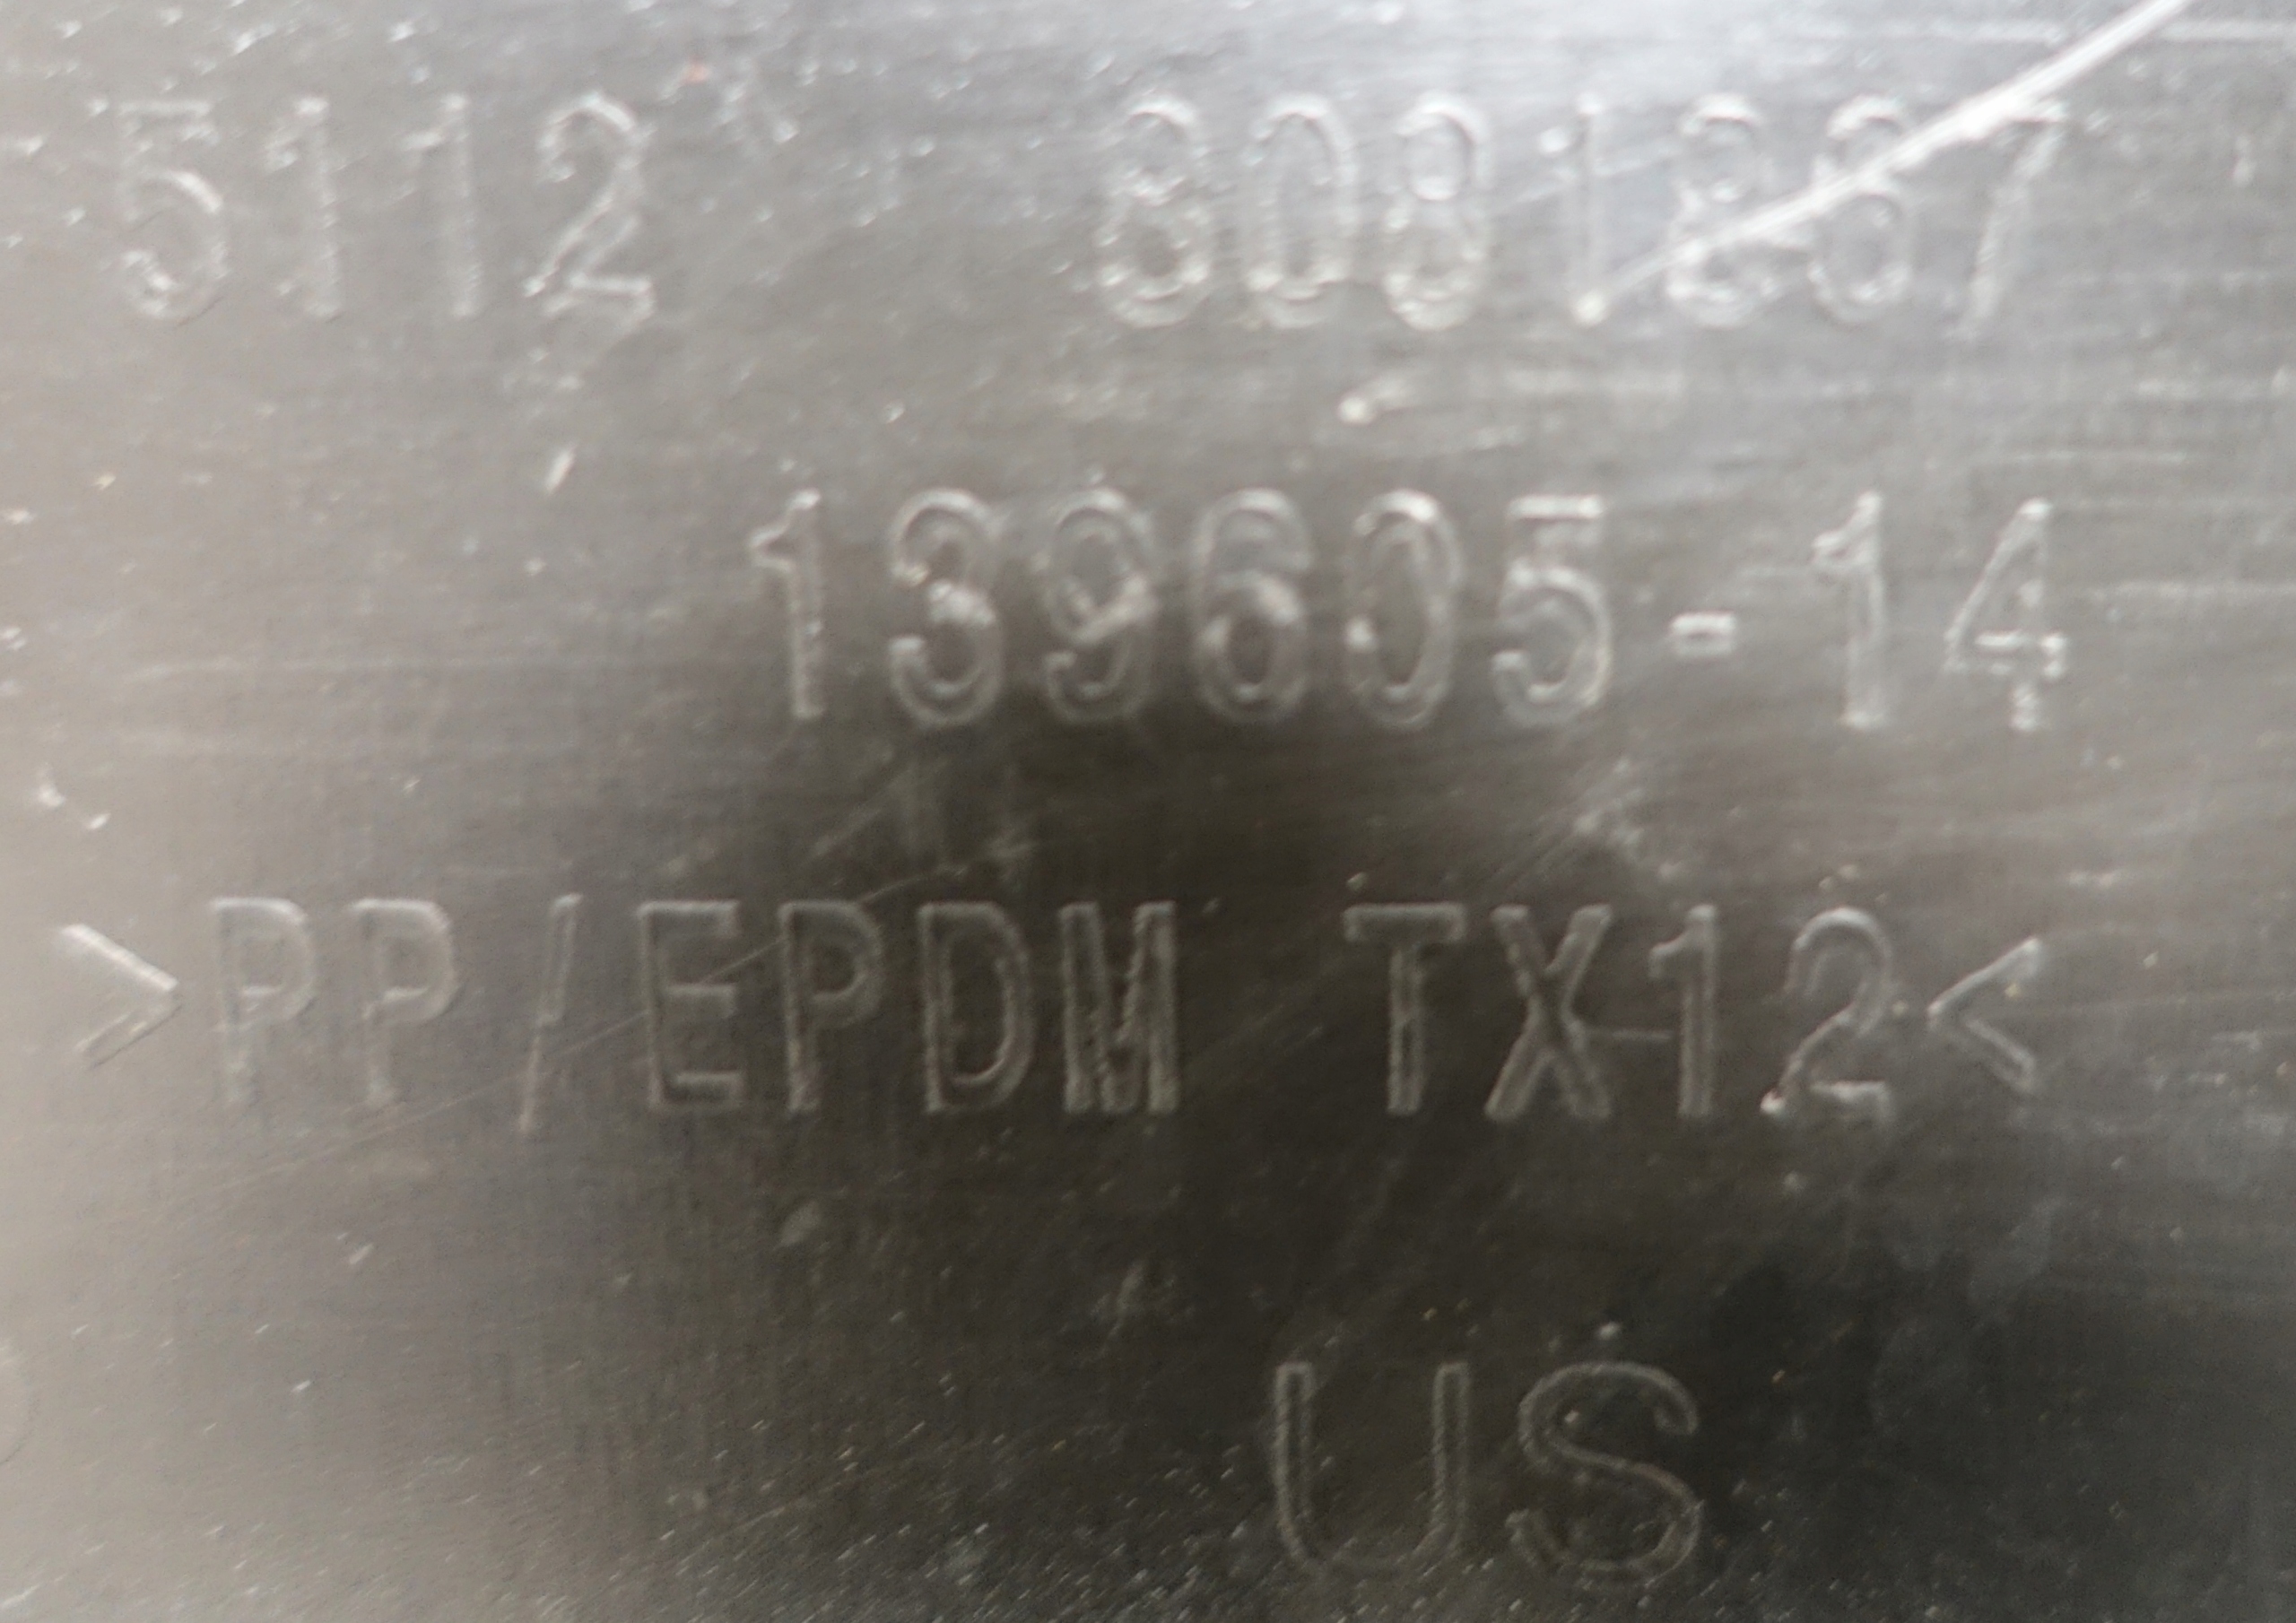 5112 8081287
139605-14
>PP/EPDM TX12<
US